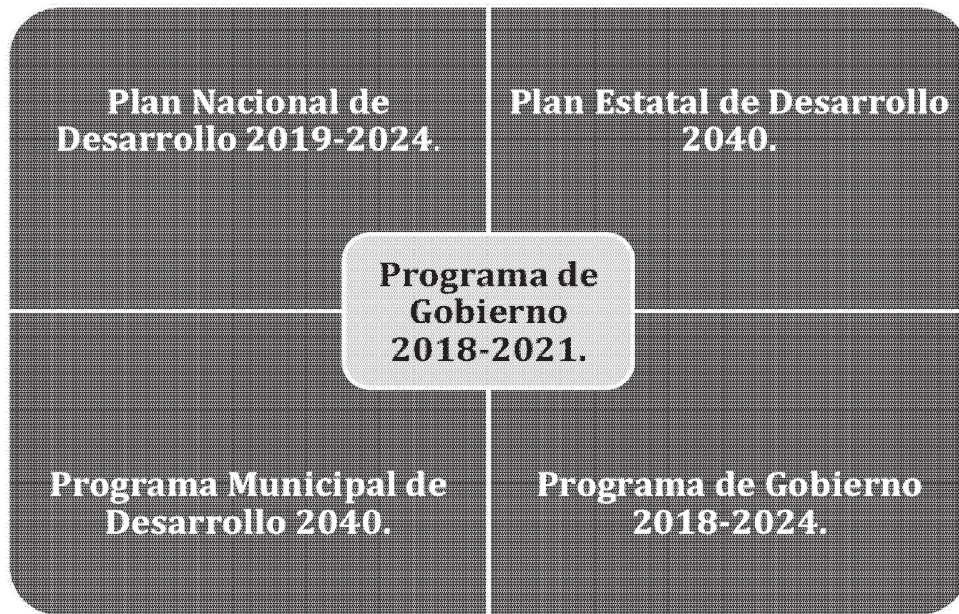 Plan Nacional de
Desarrollo 2019-2024.
Plan Estatal de Desarrollo
2040.
Programa de
Gobierno
2018-2021.
Programa Municipal de
Desarrollo 2040.
Programa de Gobierno
2018-2024.